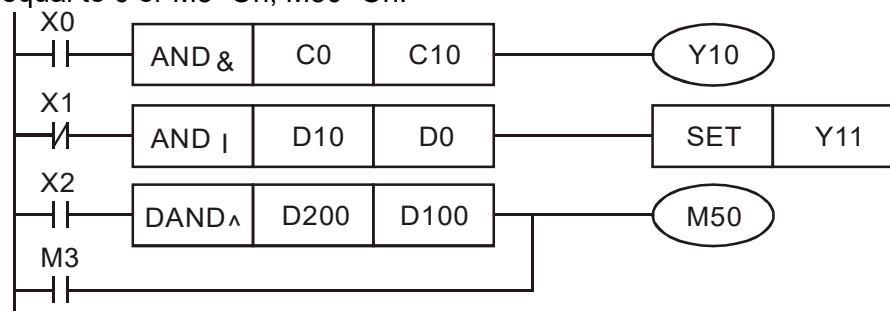 equal to 0 or M3=On, M50=On.
X0
AND & C0 C10 Y10
X1
AND | D10 D0 SET Y11
X2
DAND^ D200 D100 M50
M3